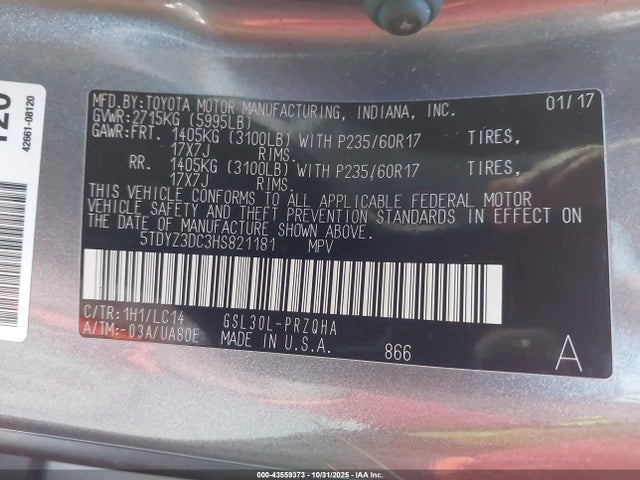 MFD.BY:TOYOTA MOTOR MANUFACTURING, INDIANA, INC. 01/17
GVWR:2715KG (5995LB)
GAWR:FRT. 1405KG (3100LB) WITH P235/60R17 TIRES,
17X7J RIMS.
RR. 1405KG (3100LB) WITH P235/60R17 TIRES,
17X7J RIMS.
THIS VEHICLE CONFORMS TO ALL APPLICABLE FEDERAL MOTOR
VEHICLE SAFETY AND THEFT PREVENTION STANDARDS IN EFFECT ON
THE DATE OF MANUFACTURE SHOWN ABOVE.
5TDYZ3DC3HS821181 MPV
C/TR:1H1/LC14 GSL30L-PRZQHA
A/TM:-03A/UA80E MADE IN U.S.A. 866 A
42661-08120
000-43559373 - 10/31/2025 - IAA Inc.